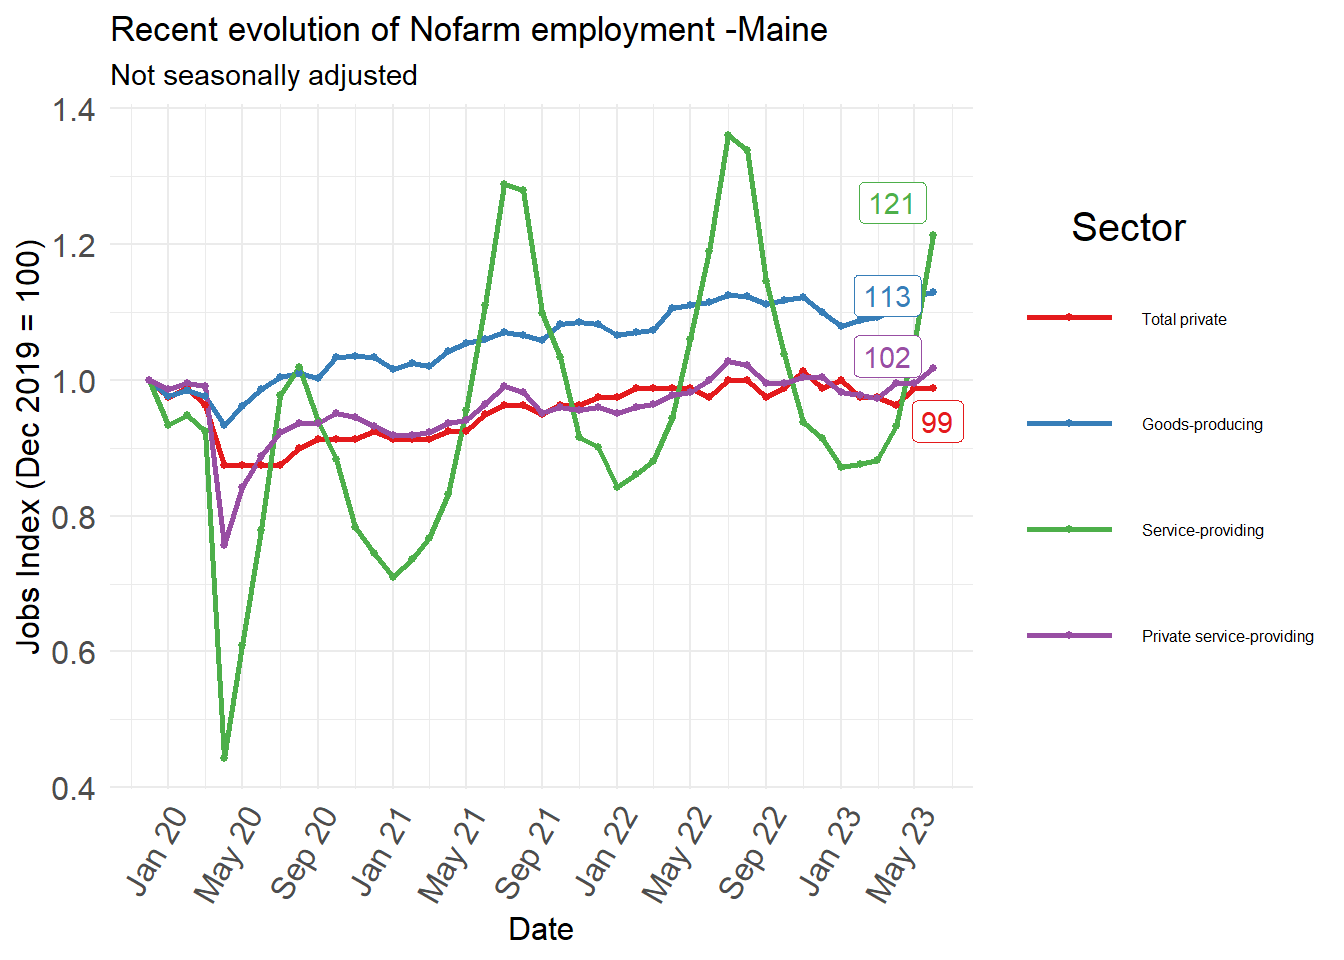 Recent evolution of Nofarm employment -Maine
Not seasonally adjusted
Jobs Index (Dec 2019 = 100)
1.4
1.2
1.0
0.8
0.6
0.4
121
113
102
99
Jan 20
May 20
Sep 20
Jan 21
May 21
Sep 21
Jan 22
May 22
Sep 22
Jan 23
May 23
Date
Sector
Total private
Goods-producing
Service-providing
Private service-providing